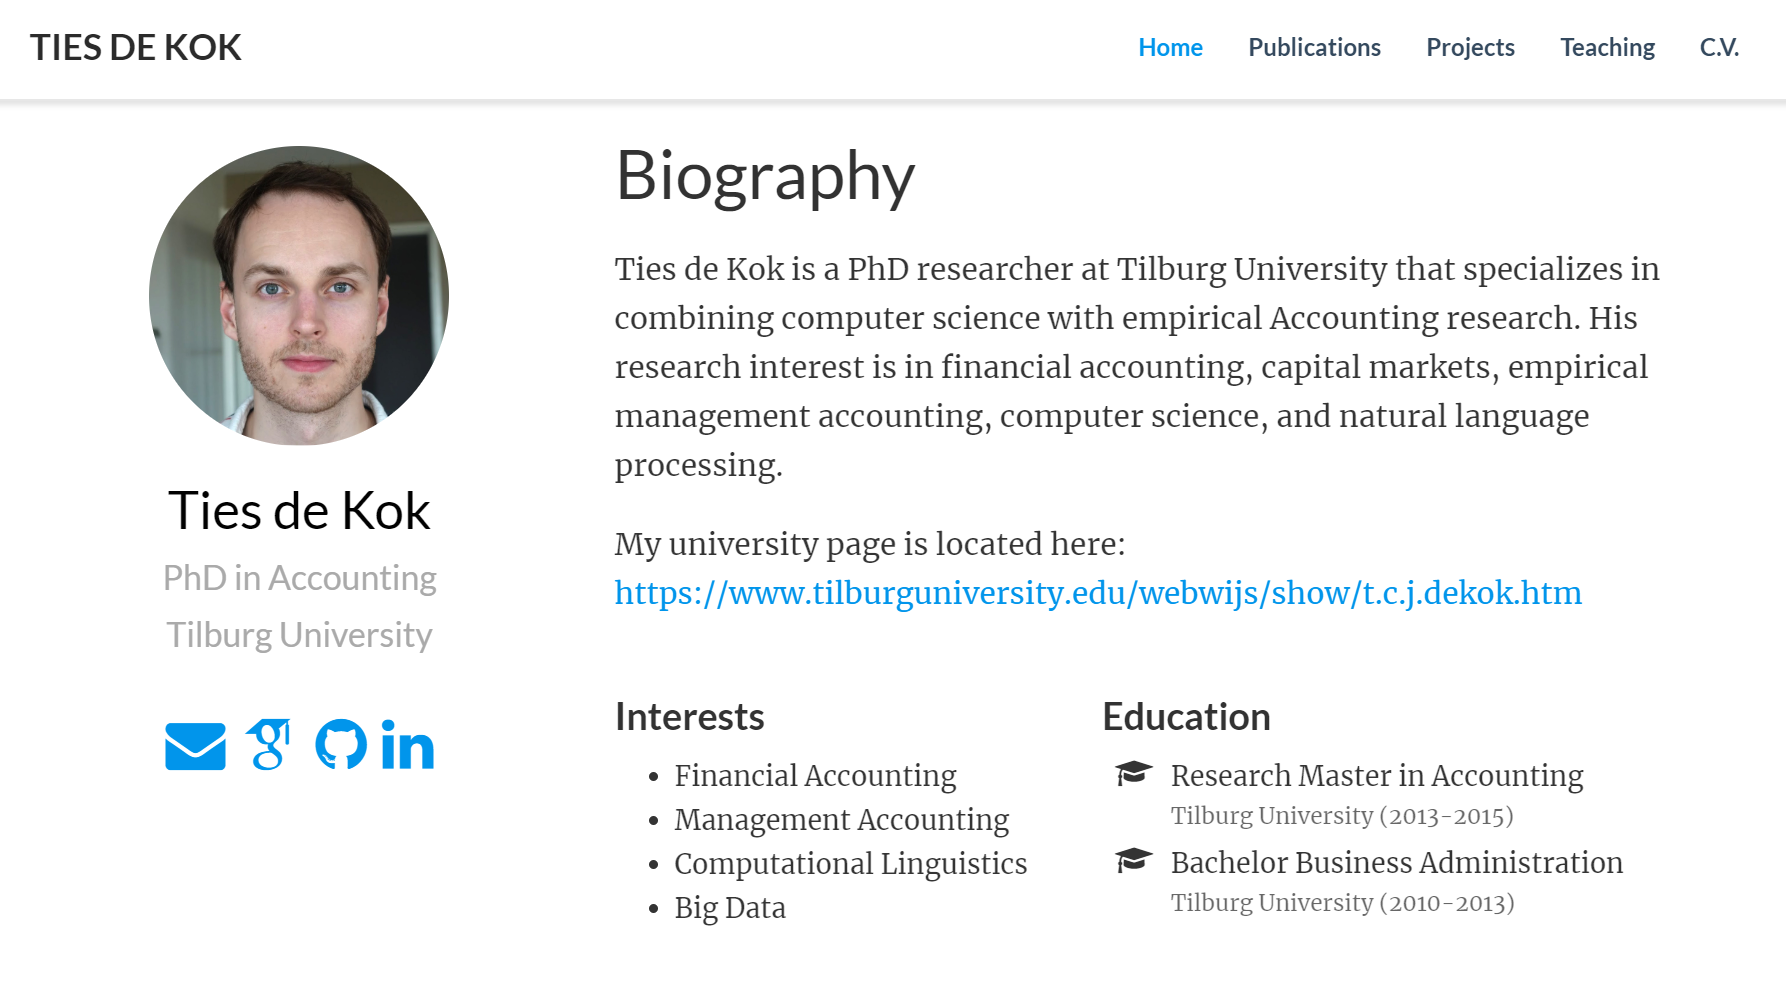 TIES DE KOK
Home Publications Projects Teaching C.V.
Ties de Kok
PhD in Accounting
Tilburg University
Biography
Ties de Kok is a PhD researcher at Tilburg University that specializes in
combining computer science with empirical Accounting research. His
research interest is in financial accounting, capital markets, empirical
management accounting, computer science, and natural language
processing.
My university page is located here:
https://www.tilburguniversity.edu/webwijs/show/t.c.j.dekok.htm
Interests
• Financial Accounting
• Management Accounting
• Computational Linguistics
• Big Data
Education
Research Master in Accounting
Tilburg University (2013-2015)
Bachelor Business Administration
Tilburg University (2010-2013)